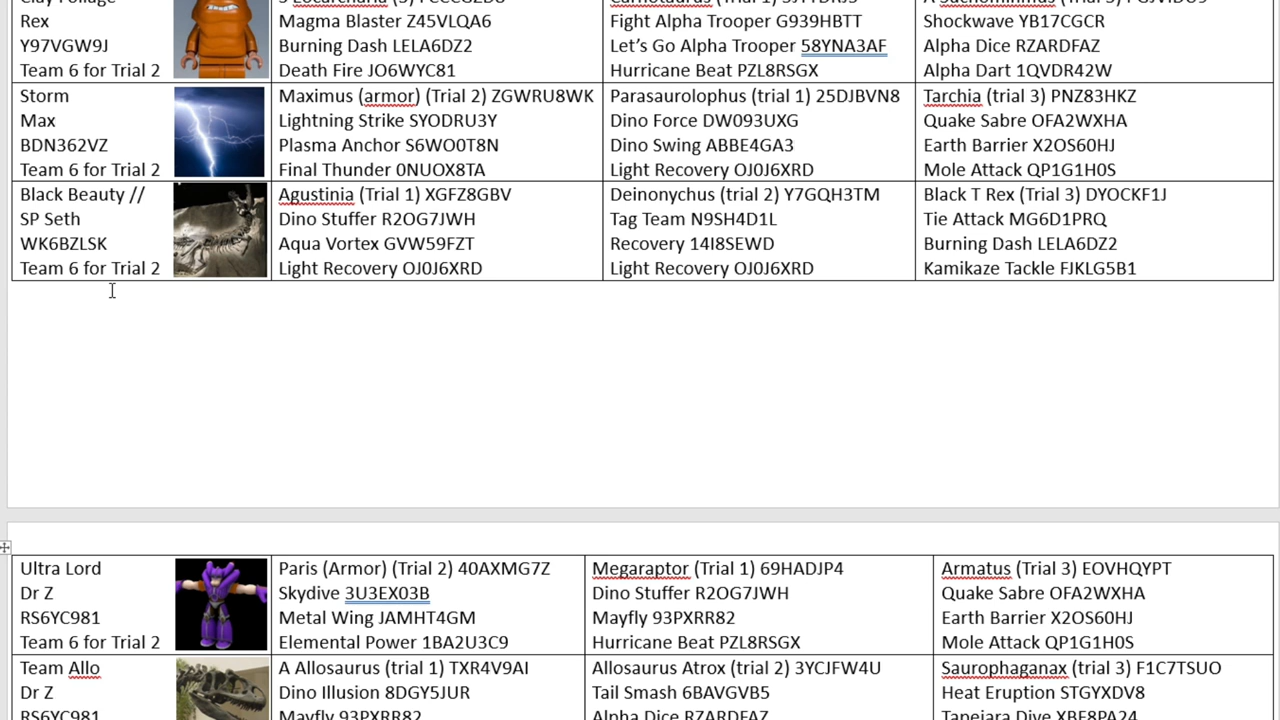 Rex
Y97VGW9J
Team 6 for Trial 2
Magma Blaster Z45VLQA6
Burning Dash LELA6DZ2
Death Fire JO6WYC81
Fight Alpha Trooper G939HBTT
Let’s Go Alpha Trooper 58YNA3AF
Hurricane Beat PZL8RSGX
Shockwave YB17CGCR
Alpha Dice RZARDFAZ
Alpha Dart 1QVDR42W
Storm
Max
BDN362VZ
Team 6 for Trial 2
Maximus (armor) (Trial 2) ZGWRU8WK
Lightning Strike SYODRU3Y
Plasma Anchor S6WO0T8N
Final Thunder 0NUOX8TA
Parasaurolophus (trial 1) 25DJBVN8
Dino Force DW093UXG
Dino Swing ABBE4GA3
Light Recovery OJ0J6XRD
Tarchia (trial 3) PNZ83HKZ
Quake Sabre OFA2WXHA
Earth Barrier X2OS60HJ
Mole Attack QP1G1H0S
Black Beauty //
SP Seth
WK6BZLSK
Team 6 for Trial 2
Agustinia (Trial 1) XGFZ8GBV
Dino Stuffer R2OG7JWH
Aqua Vortex GVW59FZT
Light Recovery OJ0J6XRD
Deinonychus (trial 2) Y7GQH3TM
Tag Team N9SH4D1L
Recovery 14I8SEWD
Light Recovery OJ0J6XRD
Black T Rex (Trial 3) DYOCKF1J
Tie Attack MG6D1PRQ
Burning Dash LELA6DZ2
Kamikaze Tackle FJKLG5B1
Ultra Lord
Dr Z
RS6YC981
Team 6 for Trial 2
Paris (Armor) (Trial 2) 40AXMG7Z
Skydive 3U3EX03B
Metal Wing JAMHT4GM
Elemental Power 1BA2U3C9
Megaraptor (Trial 1) 69HADJP4
Dino Stuffer R2OG7JWH
Mayfly 93PXRR82
Hurricane Beat PZL8RSGX
Armatus (Trial 3) EOVHQYPT
Quake Sabre OFA2WXHA
Earth Barrier X2OS60HJ
Mole Attack QP1G1H0S
Team Allo
Dr Z
RS6YC981
A Allosaurus (trial 1) TXR4V9AI
Dino Illusion 8DGY5JUR
Mayfly 93PXRR82
Allosaurus Atrox (trial 2) 3YCJFW4U
Tail Smash 6BAVGVB5
Alpha Dice RZARDFAZ
Saurophaganax (trial 3) F1C7TSUO
Heat Eruption STGYXDV8
Tapejara Dive XBF8PA24